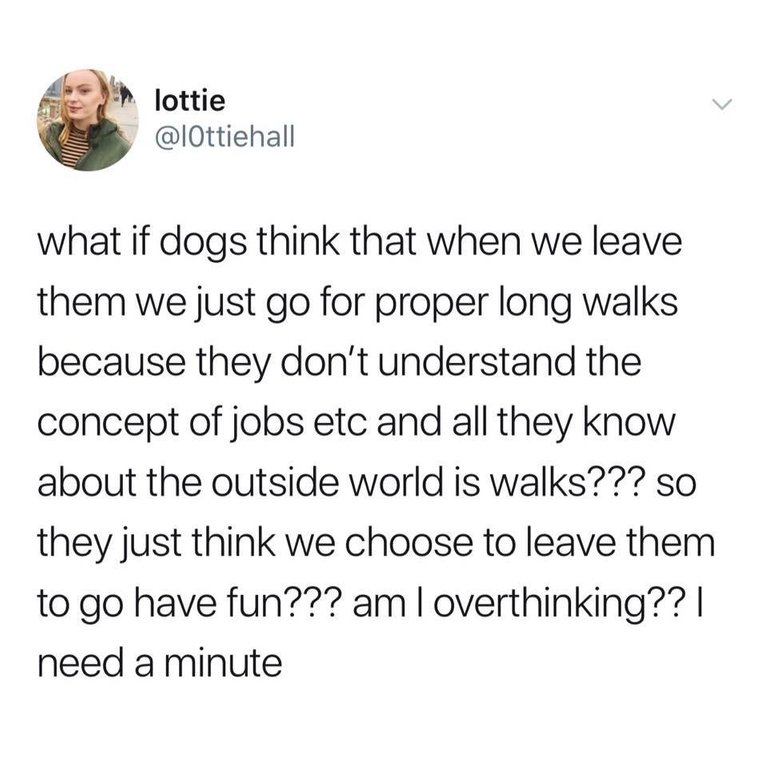 lottie
@l0ttiehall
what if dogs think that when we leave
them we just go for proper long walks
because they don’t understand the
concept of jobs etc and all they know
about the outside world is walks??? so
they just think we choose to leave them
to go have fun??? am I overthinking?? I
need a minute